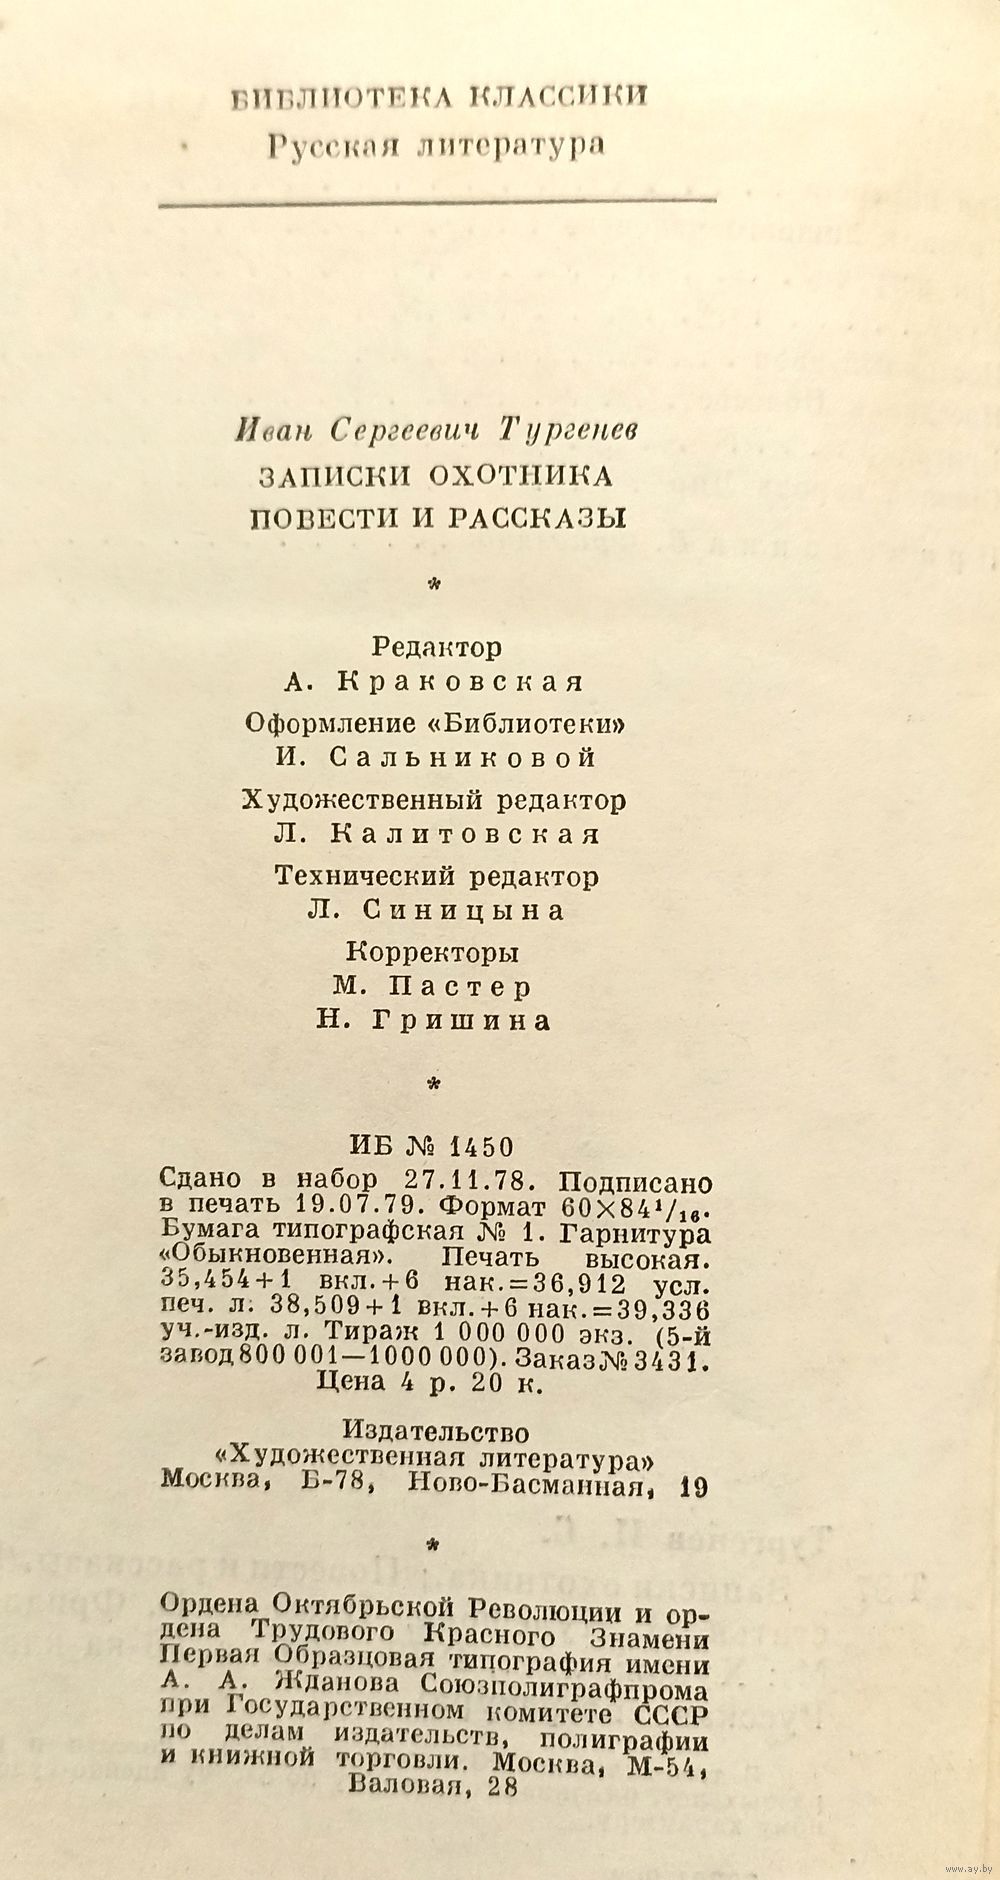 БИБЛИОТЕКА КЛАССИКИ
Русская литература
Иван Сергеевич Тургенев
ЗАПИСКИ ОХОТНИКА
ПОВЕСТИ И РАССКАЗЫ
*
Редактор
А. Краковская
Оформление «Библиотеки»
И. Сальниковой
Художественный редактор
Л. Калитовская
Технический редактор
Л. Синицына
Корректоры
М. Пастер
Н. Гришина
*
ИБ № 1450
Сдано в набор 27.11.78. Подписано
в печать 19.07.79. Формат 60×84¹/₁₆.
Бумага типографская № 1. Гарнитура
«Обыкновенная». Печать высокая.
35,454+1 вкл.+6 нак.=36,912 усл.
печ. л. 38,509+1 вкл.+6 нак.=39,336
уч.-изд. л. Тираж 1 000 000 экз. (5-й
завод 800 001—1000 000). Заказ № 3431.
Цена 4 р. 20 к.
Издательство
«Художественная литература»
Москва, Б-78, Ново-Басманная, 19
*
Ордена Октябрьской Революции и ор-
дена Трудового Красного Знамени
Первая Образцовая типография имени
А. А. Жданова Союзполиграфпрома
при Государственном комитете СССР
по делам издательств, полиграфии
и книжной торговли. Москва, М-54,
Валовая, 28
www.ay.by